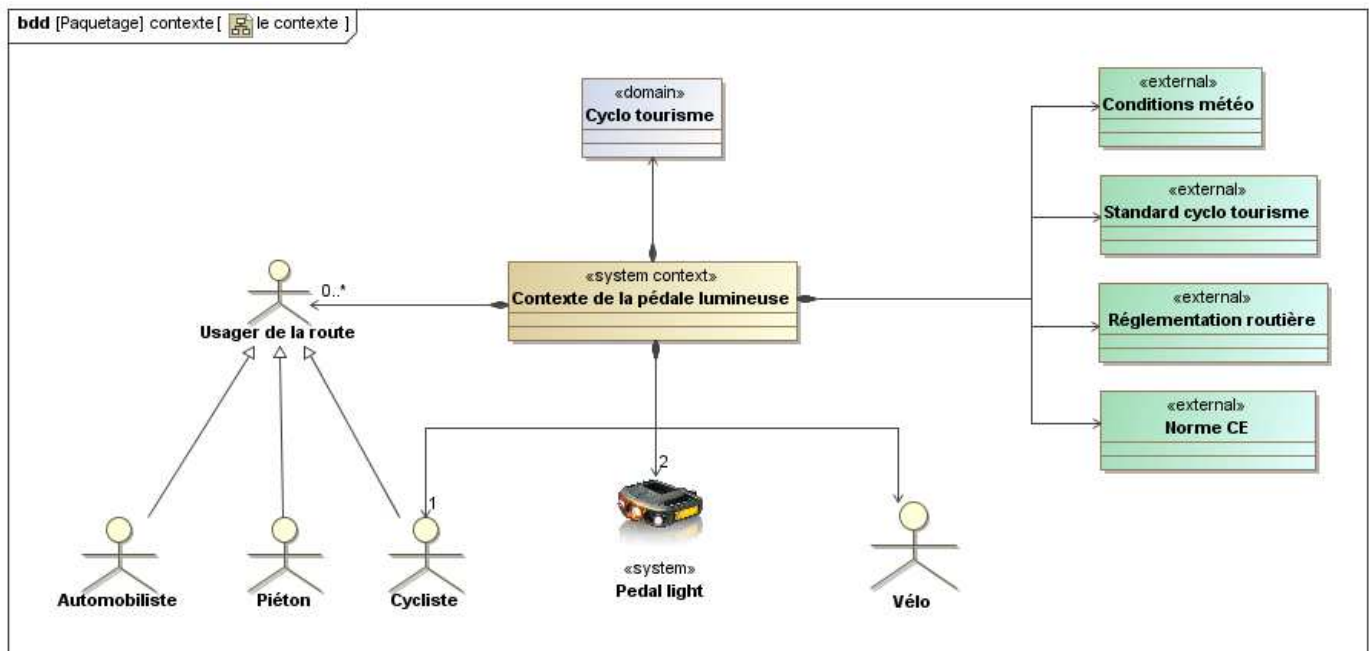 bdd [Paquetage] contexte [ le contexte ]
«domain»
Cyclo tourisme
«external»
Conditions météo
«external»
Standard cyclo tourisme
«system context»
Contexte de la pédale lumineuse
0..*
Usager de la route
«external»
Réglementation routière
«external»
Norme CE
1
2
Automobiliste
Piéton
Cycliste
«system»
Pedal light
Vélo